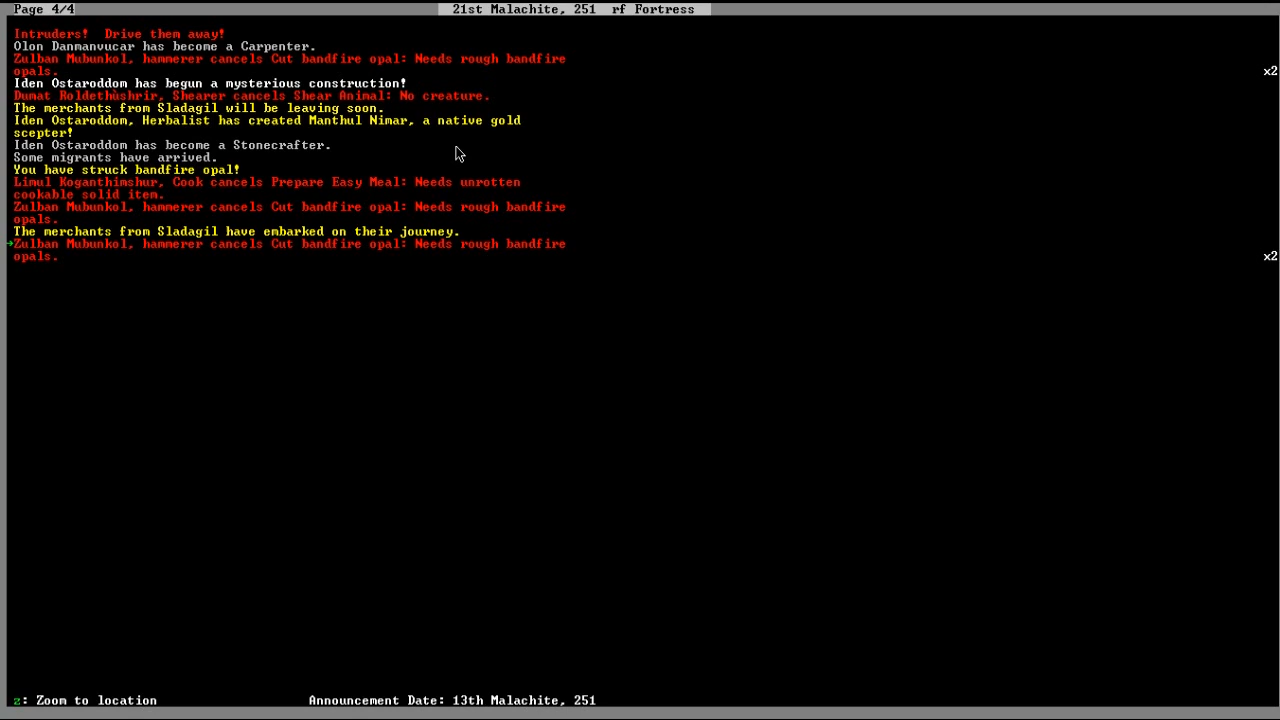 Page 4/4 21st Malachite, 251 rf Fortress
Intruders! Drive them away!
Olon Danmanvucar has become a Carpenter.
Zulban Mubunkol, hammerer cancels Cut bandfire opal: Needs rough bandfire
opals. x2
Iden Ostaroddom has begun a mysterious construction!
Dumat Roldethùshrir, Shearer cancels Shear Animal: No creature.
The merchants from Sladagil will be leaving soon.
Iden Ostaroddom, Herbalist has created Manthul Nimar, a native gold
scepter!
Iden Ostaroddom has become a Stonecrafter.
Some migrants have arrived.
You have struck bandfire opal!
Limul Koganthimshur, Cook cancels Prepare Easy Meal: Needs unrotten
cookable solid item.
Zulban Mubunkol, hammerer cancels Cut bandfire opal: Needs rough bandfire
opals.
The merchants from Sladagil have embarked on their journey.
→Zulban Mubunkol, hammerer cancels Cut bandfire opal: Needs rough bandfire
opals. x2
z: Zoom to location Announcement Date: 13th Malachite, 251